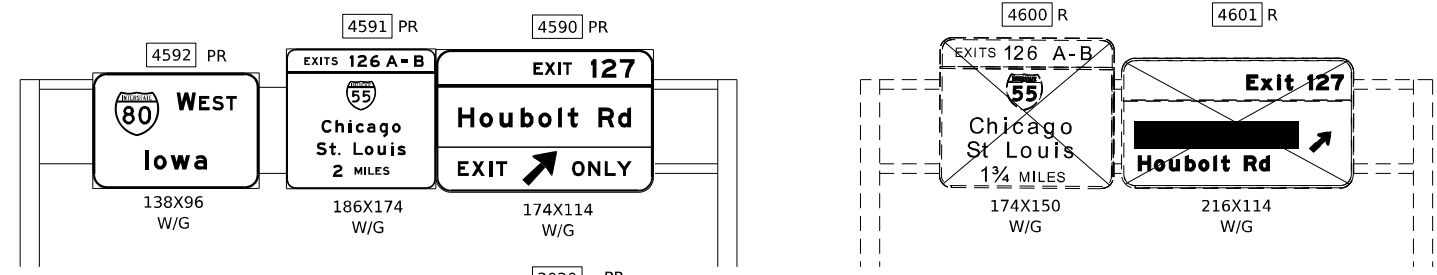 4592 PR
INTERSTATE
80
WEST
Iowa
138X96
W/G
4591 PR
EXITS 126 A-B
55
Chicago
St. Louis
2 MILES
186X174
W/G
4590 PR
EXIT 127
Houbolt Rd
EXIT ONLY
174X114
W/G
4600 R
EXITS 126 A-B
55
Chicago
St Louis
1¾ MILES
174X150
W/G
4601 R
Exit 127
Houbolt Rd
216X114
W/G